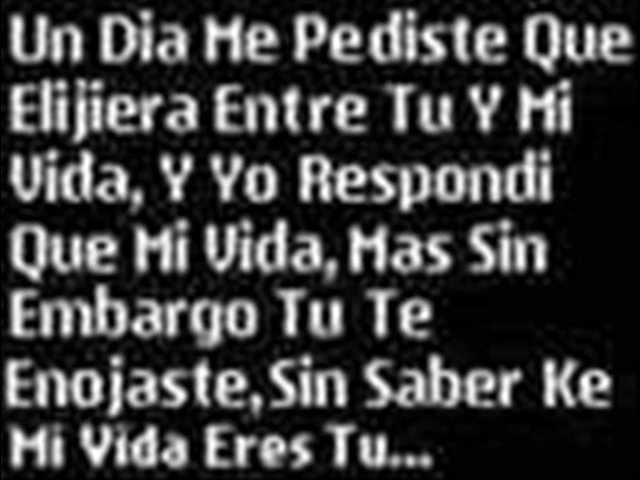 Un Dia Me Pediste Que
Elijiera Entre Tu Y Mi
Vida, Y Yo Respondi
Que Mi Vida, Mas Sin
Embargo Tu Te
Enojaste, Sin Saber Ke
Mi Vida Eres Tu...